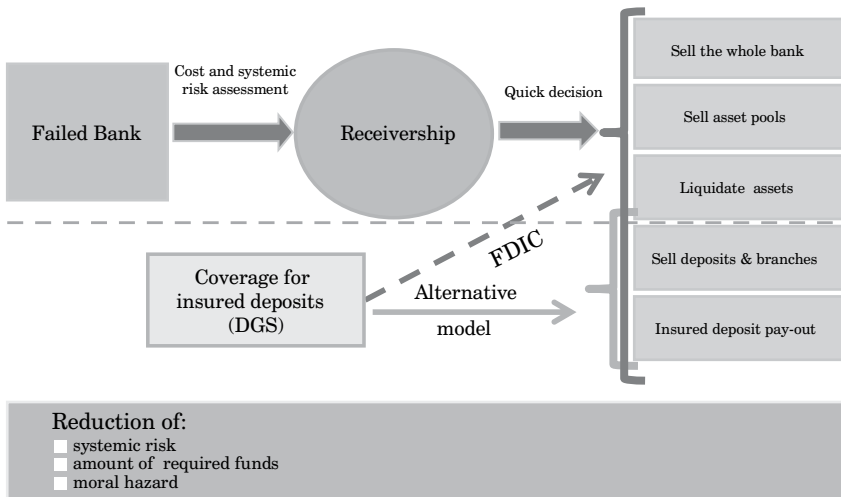 Failed Bank
Cost and systemic
risk assessment
Receivership
Quick decision
Sell the whole bank
Sell asset pools
Liquidate assets
Sell deposits & branches
Insured deposit pay-out
Coverage for
insured deposits
(DGS)
FDIC
Alternative
model
Reduction of:
systemic risk
amount of required funds
moral hazard